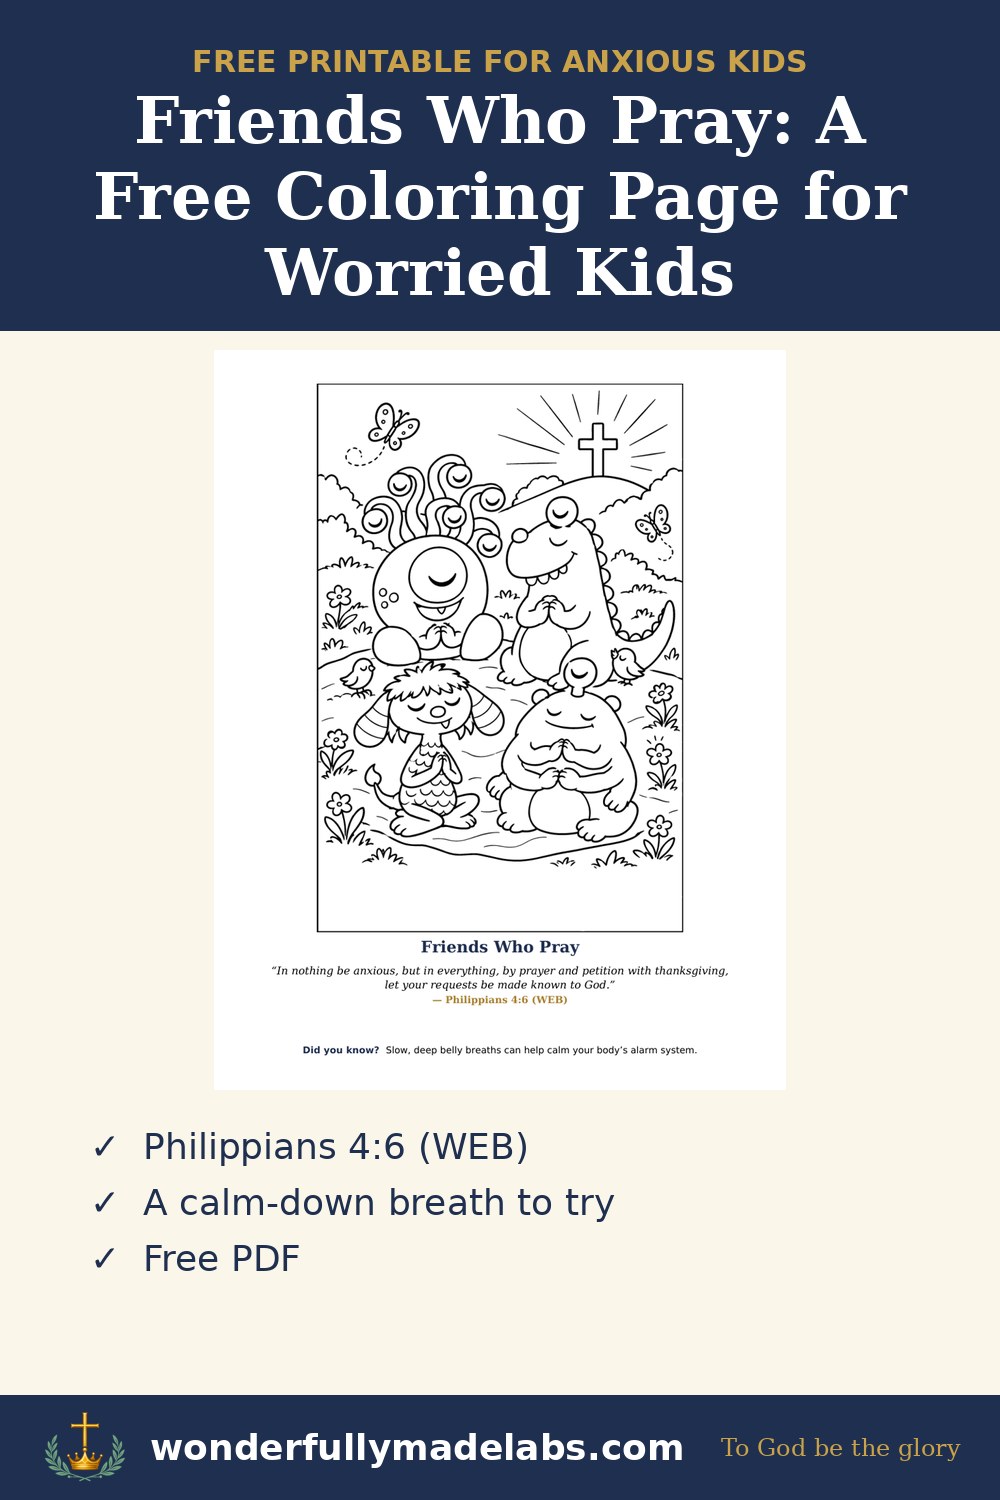 FREE PRINTABLE FOR ANXIOUS KIDS
Friends Who Pray: A
Free Coloring Page for
Worried Kids
Friends Who Pray
“In nothing be anxious, but in everything, by prayer and petition with thanksgiving,
let your requests be made known to God.”
— Philippians 4:6 (WEB)
Did you know? Slow, deep belly breaths can help calm your body’s alarm system.
✓ Philippians 4:6 (WEB)
✓ A calm-down breath to try
✓ Free PDF
wonderfullymadelabs.com To God be the glory